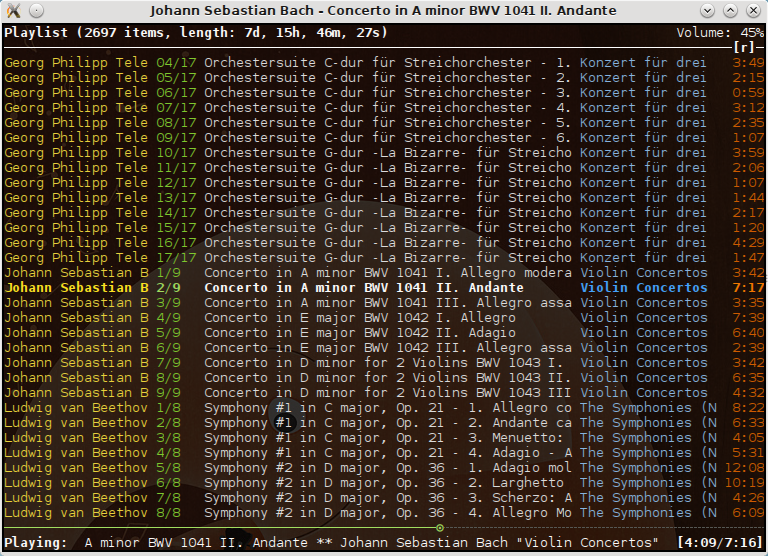 Johann Sebastian Bach - Concerto in A minor BWV 1041 II. Andante
Playlist (2697 items, length: 7d, 15h, 46m, 27s) Volume: 45%
[r]
Georg Philipp Tele 04/17 Orchestersuite C-dur für Streichorchester - 1. Konzert für drei 3:49
Georg Philipp Tele 05/17 Orchestersuite C-dur für Streichorchester - 2. Konzert für drei 2:15
Georg Philipp Tele 06/17 Orchestersuite C-dur für Streichorchester - 3. Konzert für drei 0:59
Georg Philipp Tele 07/17 Orchestersuite C-dur für Streichorchester - 4. Konzert für drei 3:12
Georg Philipp Tele 08/17 Orchestersuite C-dur für Streichorchester - 5. Konzert für drei 2:35
Georg Philipp Tele 09/17 Orchestersuite C-dur für Streichorchester - 6. Konzert für drei 1:07
Georg Philipp Tele 10/17 Orchestersuite G-dur -La Bizarre- für Streicho Konzert für drei 3:59
Georg Philipp Tele 11/17 Orchestersuite G-dur -La Bizarre- für Streicho Konzert für drei 2:06
Georg Philipp Tele 12/17 Orchestersuite G-dur -La Bizarre- für Streicho Konzert für drei 1:07
Georg Philipp Tele 13/17 Orchestersuite G-dur -La Bizarre- für Streicho Konzert für drei 1:44
Georg Philipp Tele 14/17 Orchestersuite G-dur -La Bizarre- für Streicho Konzert für drei 2:17
Georg Philipp Tele 15/17 Orchestersuite G-dur -La Bizarre- für Streicho Konzert für drei 1:20
Georg Philipp Tele 16/17 Orchestersuite G-dur -La Bizarre- für Streicho Konzert für drei 4:29
Georg Philipp Tele 17/17 Orchestersuite G-dur -La Bizarre- für Streicho Konzert für drei 1:47
Johann Sebastian B 1/9 Concerto in A minor BWV 1041 I. Allegro modera Violin Concertos 3:42
Johann Sebastian B 2/9 Concerto in A minor BWV 1041 II. Andante Violin Concertos 7:17
Johann Sebastian B 3/9 Concerto in A minor BWV 1041 III. Allegro assa Violin Concertos 3:35
Johann Sebastian B 4/9 Concerto in E major BWV 1042 I. Allegro Violin Concertos 7:39
Johann Sebastian B 5/9 Concerto in E major BWV 1042 II. Adagio Violin Concertos 6:40
Johann Sebastian B 6/9 Concerto in E major BWV 1042 III. Allegro assa Violin Concertos 2:39
Johann Sebastian B 7/9 Concerto in D minor for 2 Violins BWV 1043 I. Violin Concertos 3:42
Johann Sebastian B 8/9 Concerto in D minor for 2 Violins BWV 1043 II. Violin Concertos 6:35
Johann Sebastian B 9/9 Concerto in D minor for 2 Violins BWV 1043 III Violin Concertos 4:32
Ludwig van Beethov 1/8 Symphony #1 in C major, Op. 21 - 1. Allegro co The Symphonies (N 8:22
Ludwig van Beethov 2/8 Symphony #1 in C major, Op. 21 - 2. Andante ca The Symphonies (N 6:33
Ludwig van Beethov 3/8 Symphony #1 in C major, Op. 21 - 3. Menuetto: The Symphonies (N 4:05
Ludwig van Beethov 4/8 Symphony #1 in C major, Op. 21 - 4. Adagio - A The Symphonies (N 5:31
Ludwig van Beethov 5/8 Symphony #2 in D major, Op. 36 - 1. Adagio mol The Symphonies (N 12:08
Ludwig van Beethov 6/8 Symphony #2 in D major, Op. 36 - 2. Larghetto The Symphonies (N 10:19
Ludwig van Beethov 7/8 Symphony #2 in D major, Op. 36 - 3. Scherzo: A The Symphonies (N 4:26
Ludwig van Beethov 8/8 Symphony #2 in D major, Op. 36 - 4. Allegro Mo The Symphonies (N 6:09
Playing: A minor BWV 1041 II. Andante ** Johann Sebastian Bach "Violin Concertos" [4:09/7:16]